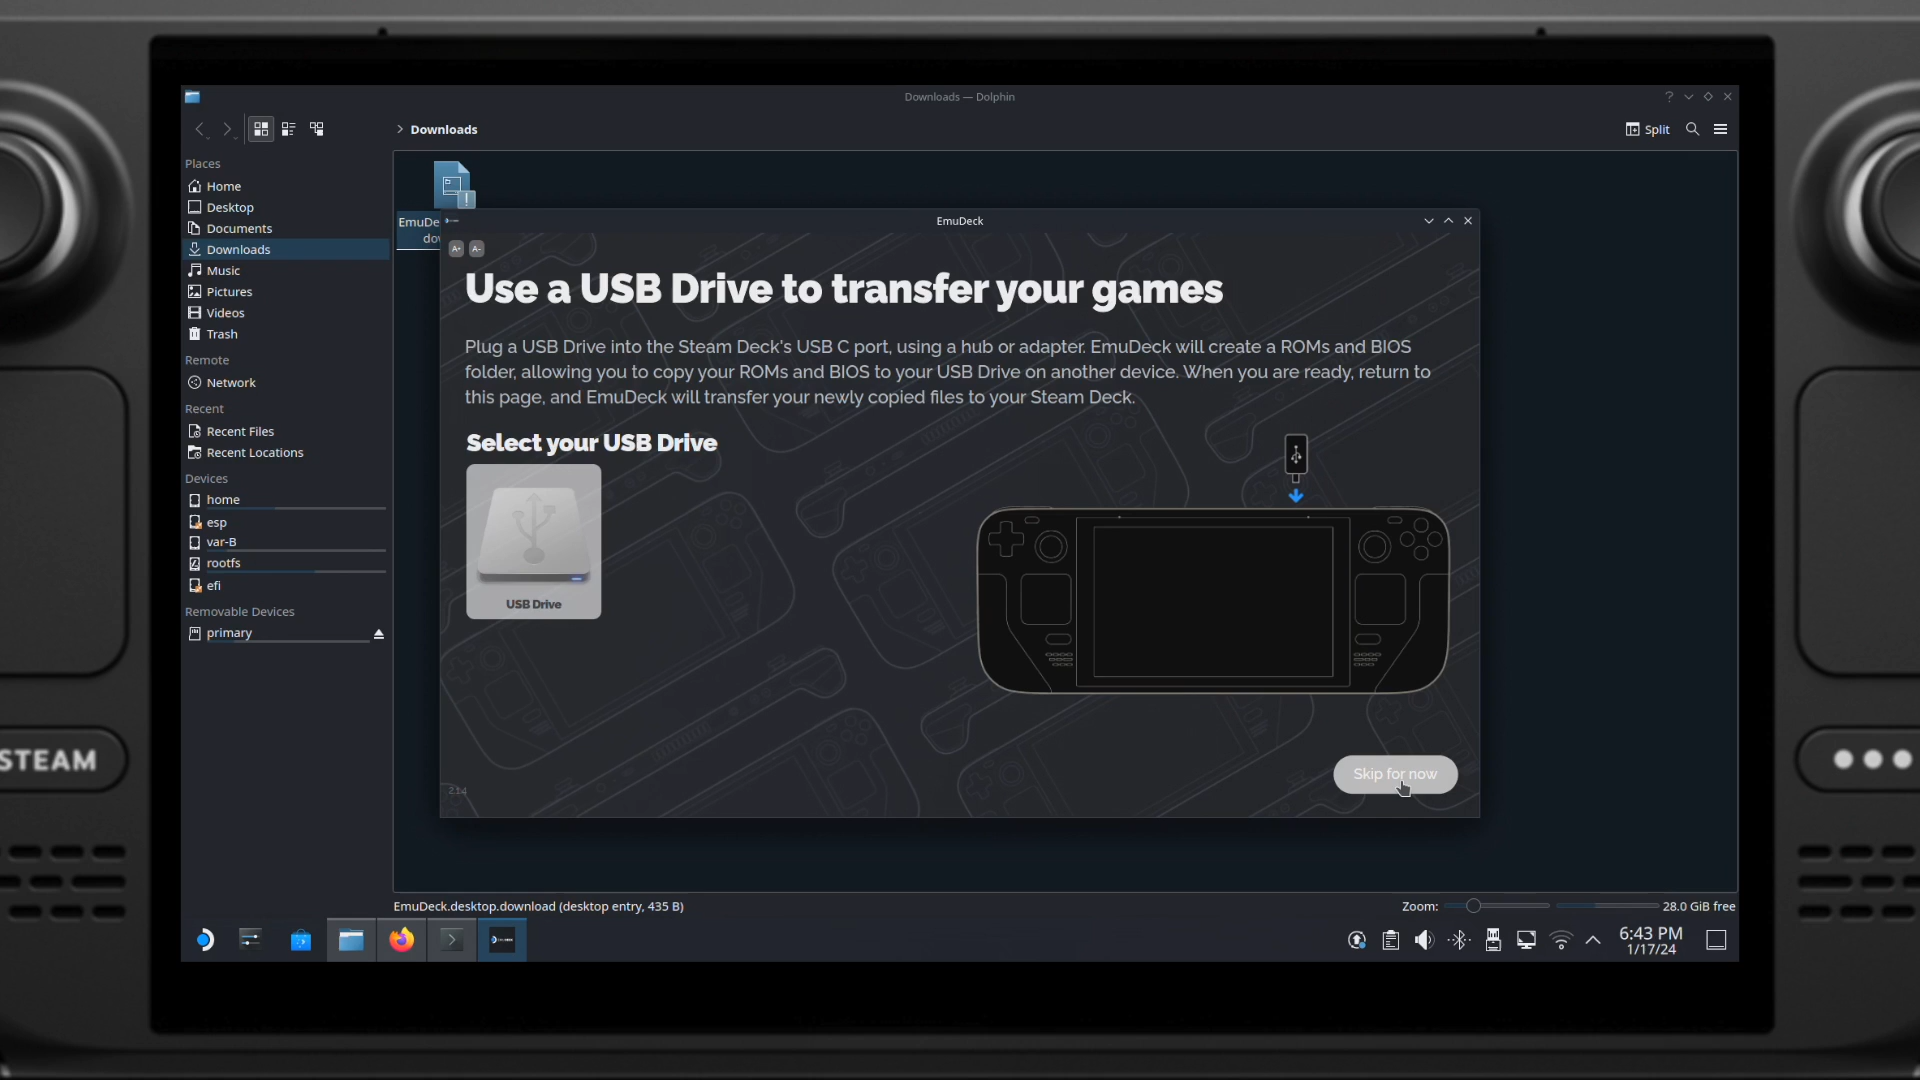 Downloads — Dolphin
Downloads
Split
Places
Home
Desktop
Documents
Downloads
Music
Pictures
Videos
Trash
Remote
Network
Recent
Recent Files
Recent Locations
Devices
home
esp
var-B
rootfs
efi
Removable Devices
primary
EmuDe
dow
EmuDeck
A+ A-
Use a USB Drive to transfer your games
Plug a USB Drive into the Steam Deck's USB C port, using a hub or adapter. EmuDeck will create a ROMs and BIOS
folder, allowing you to copy your ROMs and BIOS to your USB Drive on another device. When you are ready, return to
this page, and EmuDeck will transfer your newly copied files to your Steam Deck.
Select your USB Drive
USB Drive
Skip for now
2.1.4
EmuDeck.desktop.download (desktop entry, 435 B)
Zoom:
28.0 GiB free
6:43 PM
1/17/24
STEAM